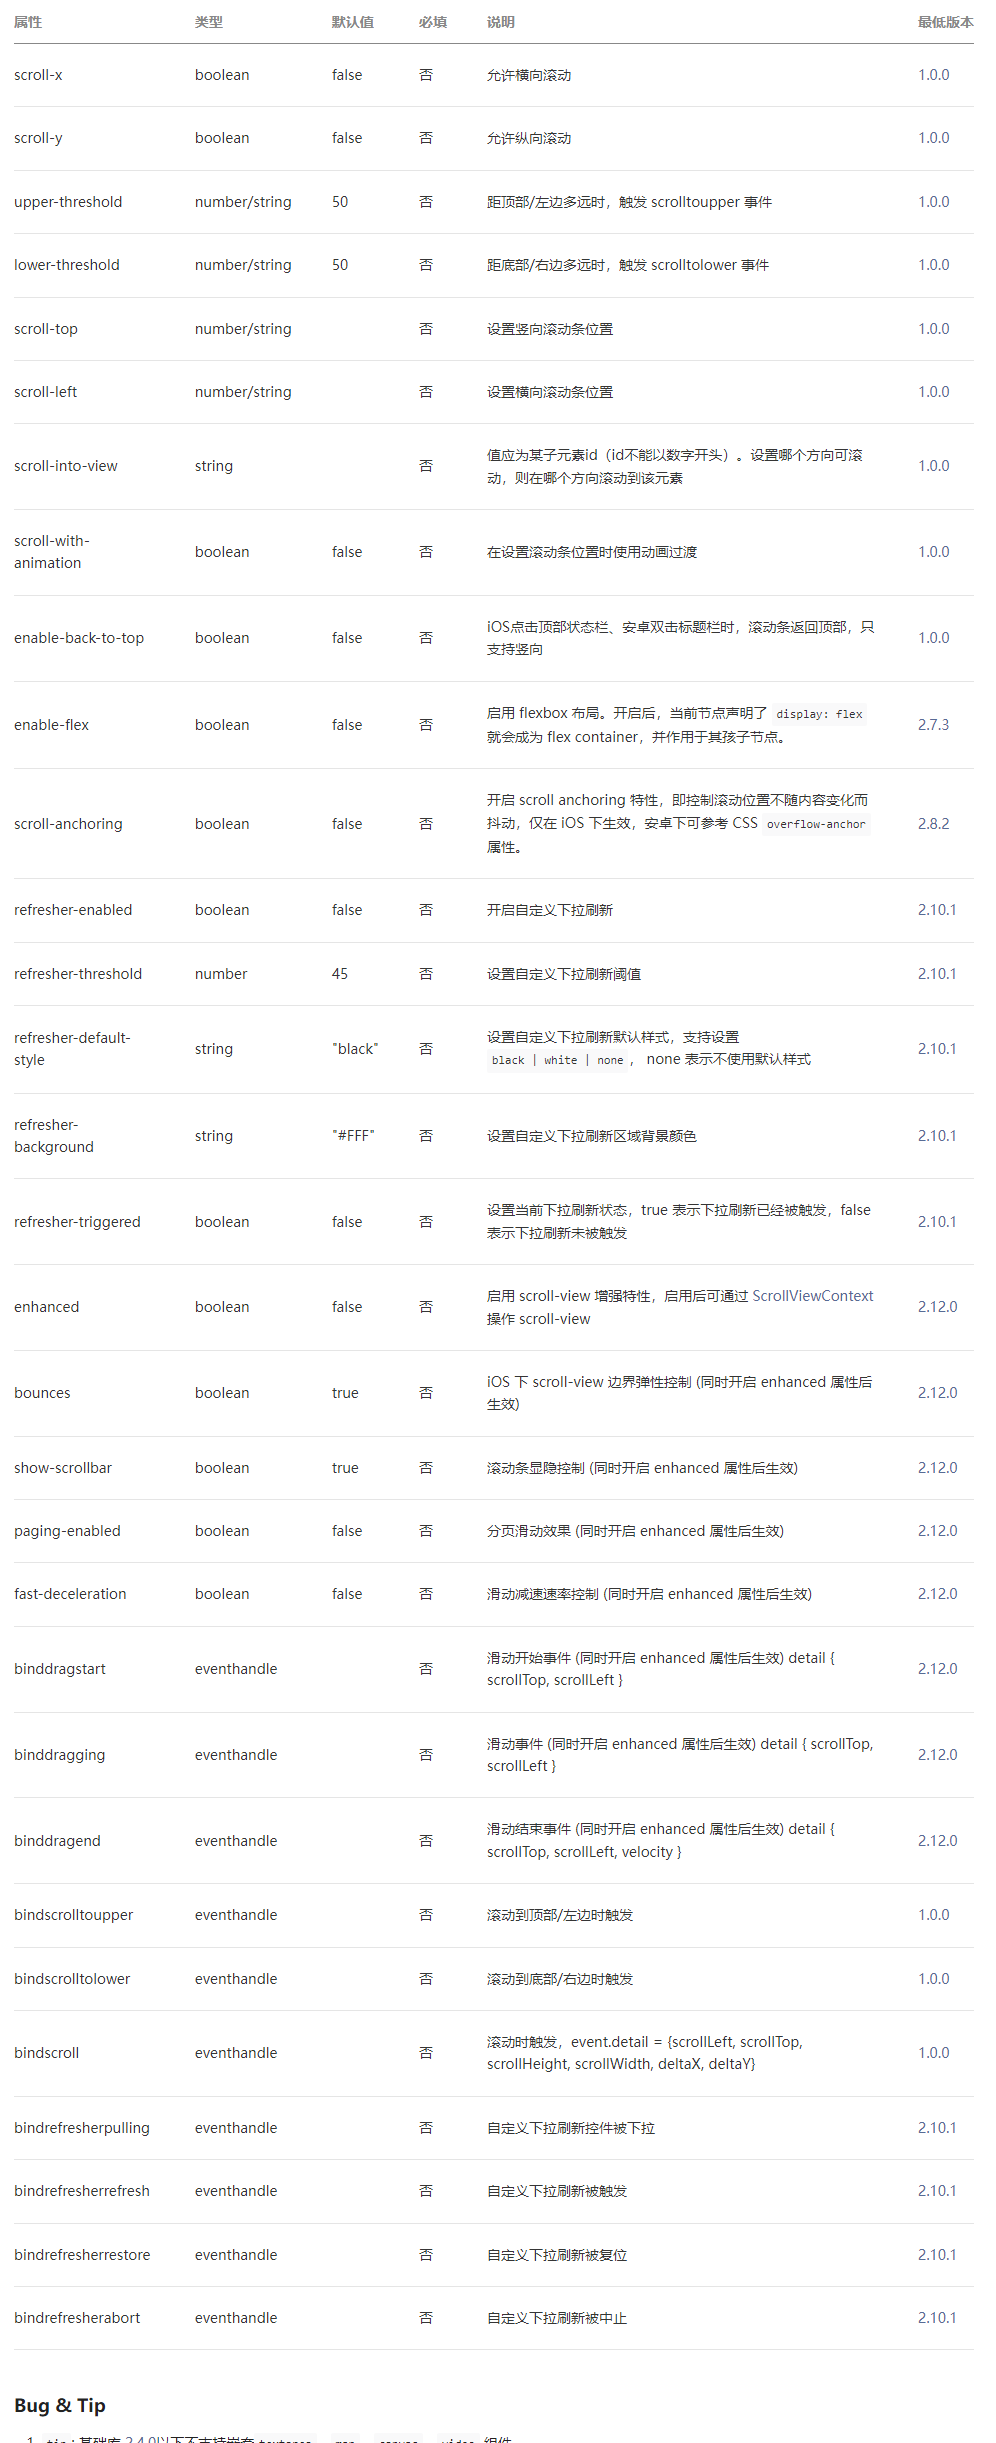 属性 类型 默认值 必填 说明 最低版本
scroll-x boolean false 否 允许横向滚动 1.0.0
scroll-y boolean false 否 允许纵向滚动 1.0.0
upper-threshold number/string 50 否 距顶部/左边多远时，触发 scrolltoupper 事件 1.0.0
lower-threshold number/string 50 否 距底部/右边多远时，触发 scrolltolower 事件 1.0.0
scroll-top number/string 否 设置竖向滚动条位置 1.0.0
scroll-left number/string 否 设置横向滚动条位置 1.0.0
scroll-into-view string 否 值应为某子元素id（id不能以数字开头）。设置哪个方向可滚
动，则在哪个方向滚动到该元素 1.0.0
scroll-with-
animation boolean false 否 在设置滚动条位置时使用动画过渡 1.0.0
enable-back-to-top boolean false 否 iOS点击顶部状态栏、安卓双击标题栏时，滚动条返回顶部，只
支持竖向 1.0.0
enable-flex boolean false 否 启用 flexbox 布局。开启后，当前节点声明了 display: flex
就会成为 flex container，并作用于其孩子节点。 2.7.3
scroll-anchoring boolean false 否 开启 scroll anchoring 特性，即控制滚动位置不随内容变化而
抖动，仅在 iOS 下生效，安卓下可参考 CSS overflow-anchor
属性。 2.8.2
refresher-enabled boolean false 否 开启自定义下拉刷新 2.10.1
refresher-threshold number 45 否 设置自定义下拉刷新阈值 2.10.1
refresher-default-
style string "black" 否 设置自定义下拉刷新默认样式，支持设置
black | white | none ， none 表示不使用默认样式 2.10.1
refresher-
background string "#FFF" 否 设置自定义下拉刷新区域背景颜色 2.10.1
refresher-triggered boolean false 否 设置当前下拉刷新状态，true 表示下拉刷新已经被触发，false
表示下拉刷新未被触发 2.10.1
enhanced boolean false 否 启用 scroll-view 增强特性，启用后可通过 ScrollViewContext
操作 scroll-view 2.12.0
bounces boolean true 否 iOS 下 scroll-view 边界弹性控制 (同时开启 enhanced 属性后
生效) 2.12.0
show-scrollbar boolean true 否 滚动条显隐控制 (同时开启 enhanced 属性后生效) 2.12.0
paging-enabled boolean false 否 分页滑动效果 (同时开启 enhanced 属性后生效) 2.12.0
fast-deceleration boolean false 否 滑动减速速率控制 (同时开启 enhanced 属性后生效) 2.12.0
binddragstart eventhandle 否 滑动开始事件 (同时开启 enhanced 属性后生效) detail {
scrollTop, scrollLeft } 2.12.0
binddragging eventhandle 否 滑动事件 (同时开启 enhanced 属性后生效) detail { scrollTop,
scrollLeft } 2.12.0
binddragend eventhandle 否 滑动结束事件 (同时开启 enhanced 属性后生效) detail {
scrollTop, scrollLeft, velocity } 2.12.0
bindscrolltoupper eventhandle 否 滚动到顶部/左边时触发 1.0.0
bindscrolltolower eventhandle 否 滚动到底部/右边时触发 1.0.0
bindscroll eventhandle 否 滚动时触发，event.detail = {scrollLeft, scrollTop,
scrollHeight, scrollWidth, deltaX, deltaY} 1.0.0
bindrefresherpulling eventhandle 否 自定义下拉刷新控件被下拉 2.10.1
bindrefresherrefresh eventhandle 否 自定义下拉刷新被触发 2.10.1
bindrefresherrestore eventhandle 否 自定义下拉刷新被复位 2.10.1
bindrefresherabort eventhandle 否 自定义下拉刷新被中止 2.10.1
Bug & Tip
1. tip : 基础库 2.4.0以下不支持嵌套 textarea 、 map 、 canvas 、 video 组件